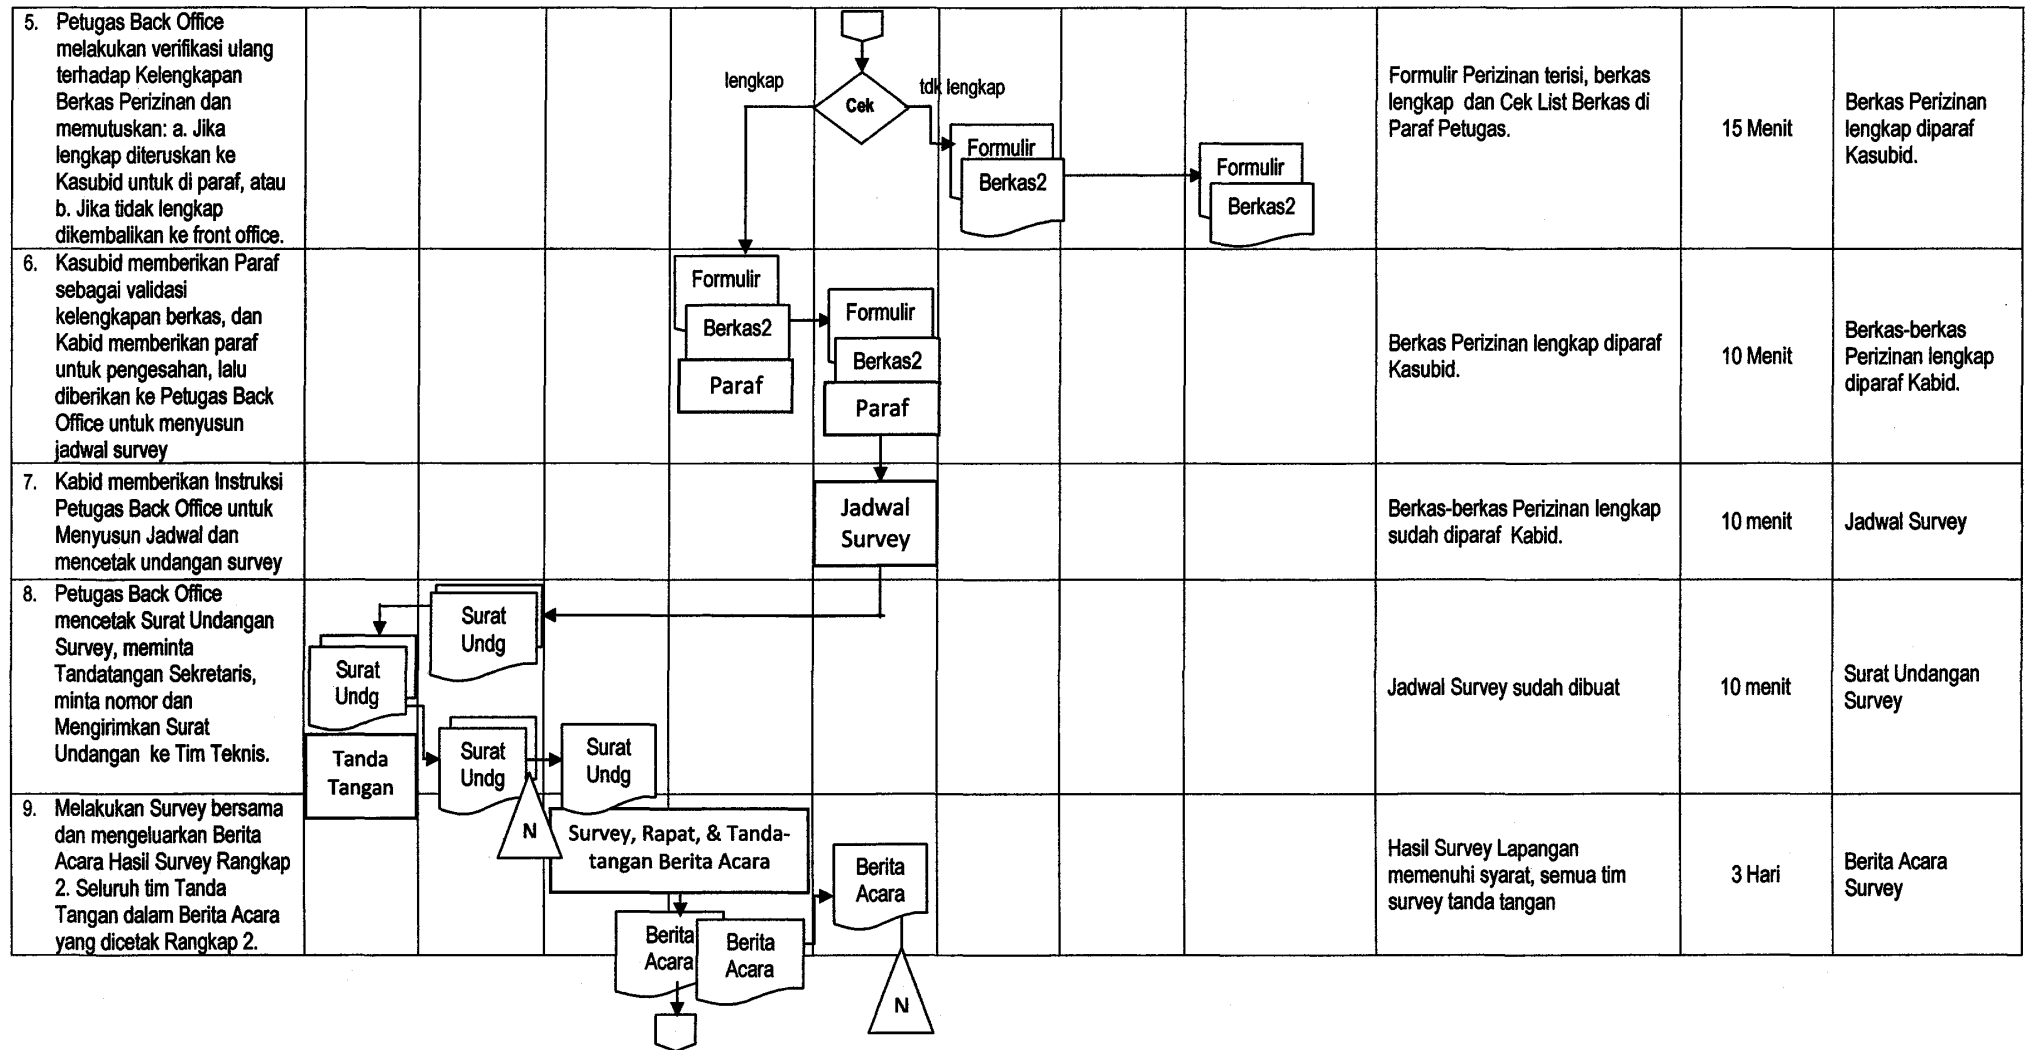 5. Petugas Back Office
melakukan verifikasi ulang
terhadap Kelengkapan
Berkas Perizinan dan
memutuskan: a. Jika
lengkap diteruskan ke
Kasubid untuk di paraf, atau
b. Jika tidak lengkap
dikembalikan ke front office.
lengkap
Cek
tdk lengkap
Formulir
Berkas2
Formulir
Berkas2
Formulir Perizinan terisi, berkas
lengkap dan Cek List Berkas di
Paraf Petugas.
15 Menit
Berkas Perizinan
lengkap diparaf
Kasubid.
6. Kasubid memberikan Paraf
sebagai validasi
kelengkapan berkas, dan
Kabid memberikan paraf
untuk pengesahan, lalu
diberikan ke Petugas Back
Office untuk menyusun
jadwal survey
Formulir
Berkas2
Paraf
Formulir
Berkas2
Paraf
Berkas Perizinan lengkap diparaf
Kasubid.
10 Menit
Berkas-berkas
Perizinan lengkap
diparaf Kabid.
7. Kabid memberikan Instruksi
Petugas Back Office untuk
Menyusun Jadwal dan
mencetak undangan survey
Jadwal
Survey
Berkas-berkas Perizinan lengkap
sudah diparaf Kabid.
10 menit
Jadwal Survey
8. Petugas Back Office
mencetak Surat Undangan
Survey, meminta
Tandatangan Sekretaris,
minta nomor dan
Mengirimkan Surat
Undangan ke Tim Teknis.
Surat
Undg
Surat
Undg
Tanda
Tangan
Surat
Undg
N
Surat
Undg
Jadwal Survey sudah dibuat
10 menit
Surat Undangan
Survey
9. Melakukan Survey bersama
dan mengeluarkan Berita
Acara Hasil Survey Rangkap
2. Seluruh tim Tanda
Tangan dalam Berita Acara
yang dicetak Rangkap 2.
Survey, Rapat, & Tanda-
tangan Berita Acara
Berita
Acara
Berita
Acara
Berita
Acara
N
Hasil Survey Lapangan
memenuhi syarat, semua tim
survey tanda tangan
3 Hari
Berita Acara
Survey